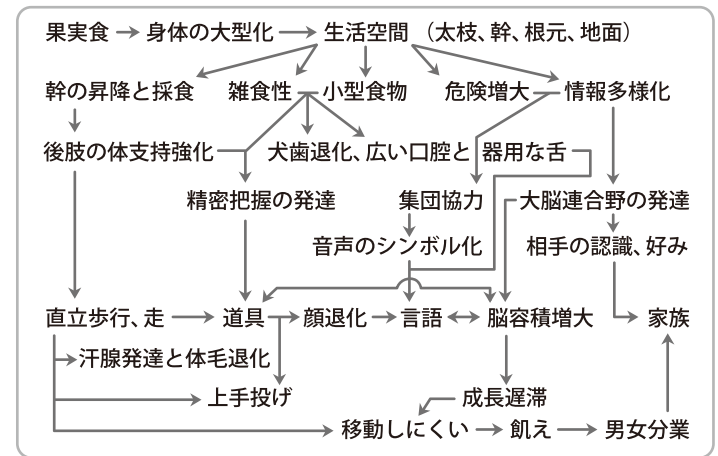 果実食 → 身体の大型化 → 生活空間 （太枝、幹、根元、地面）
幹の昇降と採食 雑食性 小型食物 危険増大 情報多様化
後肢の体支持強化 犬歯退化、広い口腔と 器用な舌
精密把握の発達 集団協力 大脳連合野の発達
音声のシンボル化 相手の認識、好み
直立歩行、走 → 道具 → 顔退化 → 言語 ↔ 脳容積増大 家族
汗腺発達と体毛退化
上手投げ 成長遅滞
移動しにくい → 飢え → 男女分業